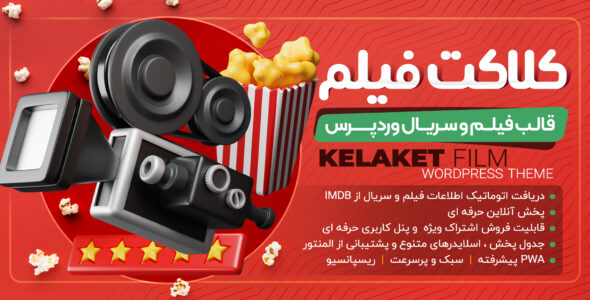 کلاکت فیلم
قالب فیلم و سریال وردپرس
KELAKET FILM
WORDPRESS THEME
دریافت اتوماتیک اطلاعات فیلم و سریال از IMDB
پخش آنلاین حرفه ای
قابلیت فروش اشتراک ویژه و پنل کاربری حرفه ای
جدول پخش ، اسلایدرهای متنوع و پشتیبانی از المنتور
PWA پیشرفته | سبک و پرسرعت | ریسپانسیو